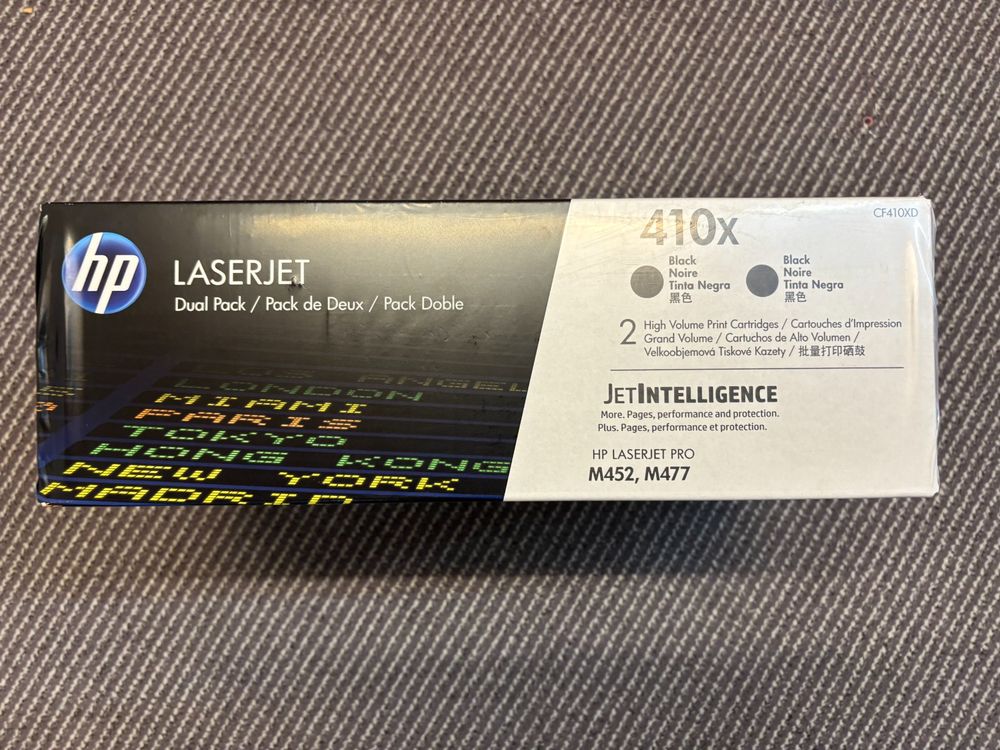 hp
LASERJET
Dual Pack / Pack de Deux / Pack Doble
ANGEL
LONDON
MIAMI
PARIS
TOKYO
HONG KONG
NEW YORK
MADRID
410x
CF410XD
Black
Noire
Tinta Negra
黑色
Black
Noire
Tinta Negra
黑色
2 High Volume Print Cartridges / Cartouches d'Impression
Grand Volume / Cartuchos de Alto Volumen /
Velkoobjemová Tiskové Kazety / 批量打印硒鼓
JETINTELLIGENCE
More. Pages, performance and protection.
Plus. Pages, performance et protection.
HP LASERJET PRO
M452, M477